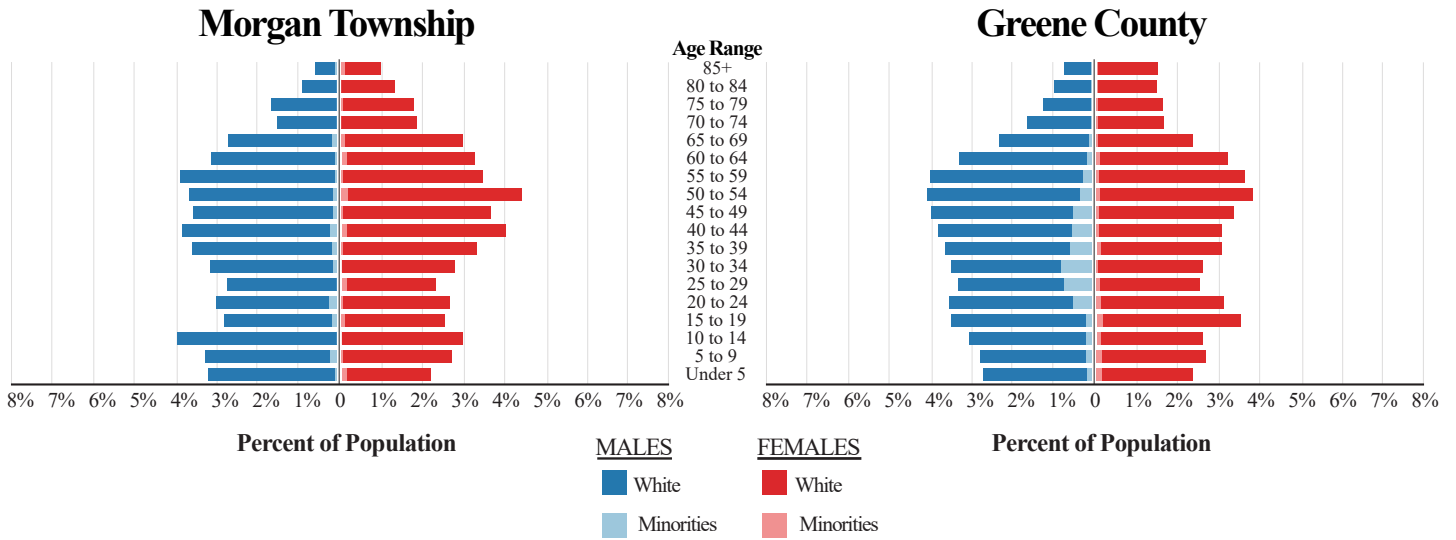 Morgan Township
Greene County
Age Range
85+
80 to 84
75 to 79
70 to 74
65 to 69
60 to 64
55 to 59
50 to 54
45 to 49
40 to 44
35 to 39
30 to 34
25 to 29
20 to 24
15 to 19
10 to 14
5 to 9
Under 5
8% 7% 6% 5% 4% 3% 2% 1% 0 1% 2% 3% 4% 5% 6% 7% 8%
8% 7% 6% 5% 4% 3% 2% 1% 0 1% 2% 3% 4% 5% 6% 7% 8%
Percent of Population
Percent of Population
MALES
White
Minorities
FEMALES
White
Minorities